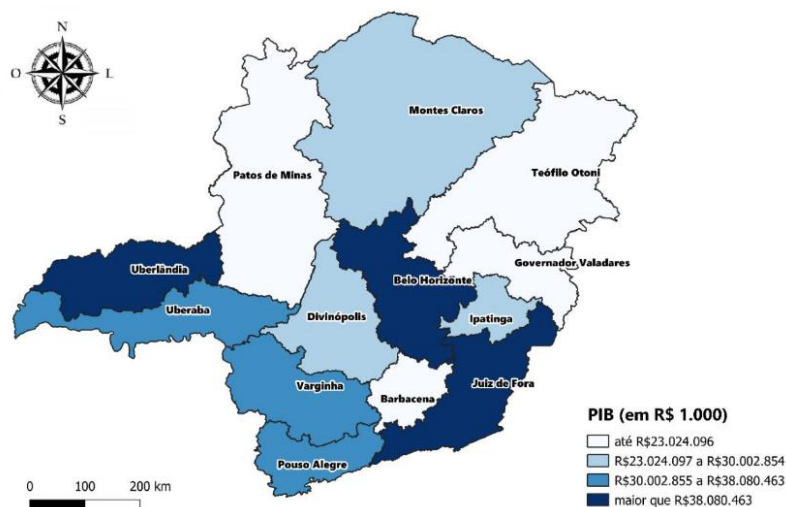 N
O L
S
Montes Claros
Patos de Minas
Teófilo Otoni
Uberlândia
Belo Horizonte
Governador Valadares
Uberaba
Divinópolis
Ipatinga
Varginha
Barbacena
Juiz de Fora
Pouso Alegre
PIB (em R$ 1.000)
até R$23.024.096
R$23.024.097 a R$30.002.854
R$30.002.855 a R$38.080.463
maior que R$38.080.463
0 100 200 km